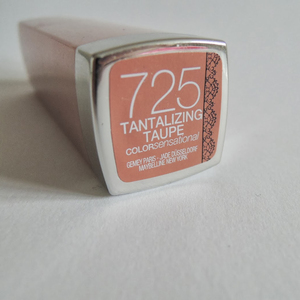 725
TANTALIZING
TAUPE
COLORsensational
GEMEY PARIS - JADE DÜSSELDORF
MAYBELLINE NEW YORK